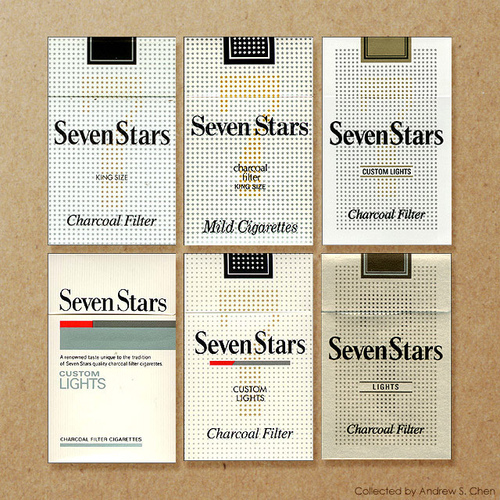 Seven Stars
KING SIZE
Charcoal Filter
Seven Stars
charcoal
filter
KING SIZE
Mild Cigarettes
Seven Stars
CUSTOM LIGHTS
Charcoal Filter
Seven Stars
A renowned taste unique to the tradition
of Seven Stars quality charcoal filter cigarettes
CUSTOM
LIGHTS
CHARCOAL FILTER CIGARETTES
Seven Stars
CUSTOM
LIGHTS
Charcoal Filter
Seven Stars
LIGHTS
Charcoal Filter
Collected by Andrew S. Chen